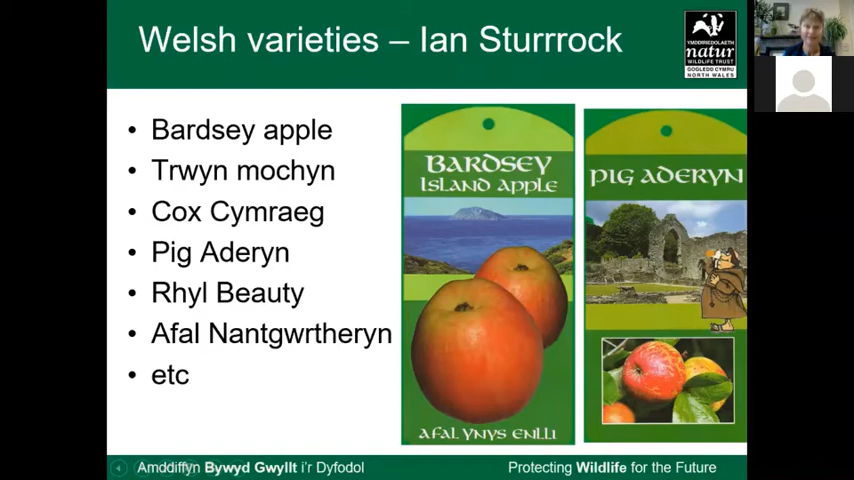 Welsh varieties – Ian Sturrrock
YMDDIRIEDOLAETH
natur
WILDLIFE TRUST
GOGLEDD CYMRU
NORTH WALES
• Bardsey apple
• Trwyn mochyn
• Cox Cymraeg
• Pig Aderyn
• Rhyl Beauty
• Afal Nantgwrtheryn
• etc
BARDSEY
ISLAND APPLE
AFAL YNYS ENLLI
PIG ADERYN
Amddiffyn Bywyd Gwyllt i'r Dyfodol
Protecting Wildlife for the Future